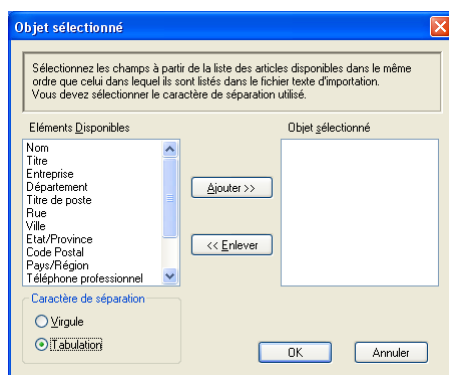 Objet sélectionné
Sélectionnez les champs à partir de la liste des articles disponibles dans le même
ordre que celui dans lequel ils sont listés dans le fichier texte d'importation.
Vous devez sélectionner le caractère de séparation utilisé.
Eléments Disponibles
Objet sélectionné
Nom
Titre
Entreprise
Département
Titre de poste
Rue
Ville
Etat/Province
Code Postal
Pays/Région
Téléphone professionnel
Ajouter >>
<< Enlever
Caractère de séparation
Virgule
Tabulation
OK
Annuler